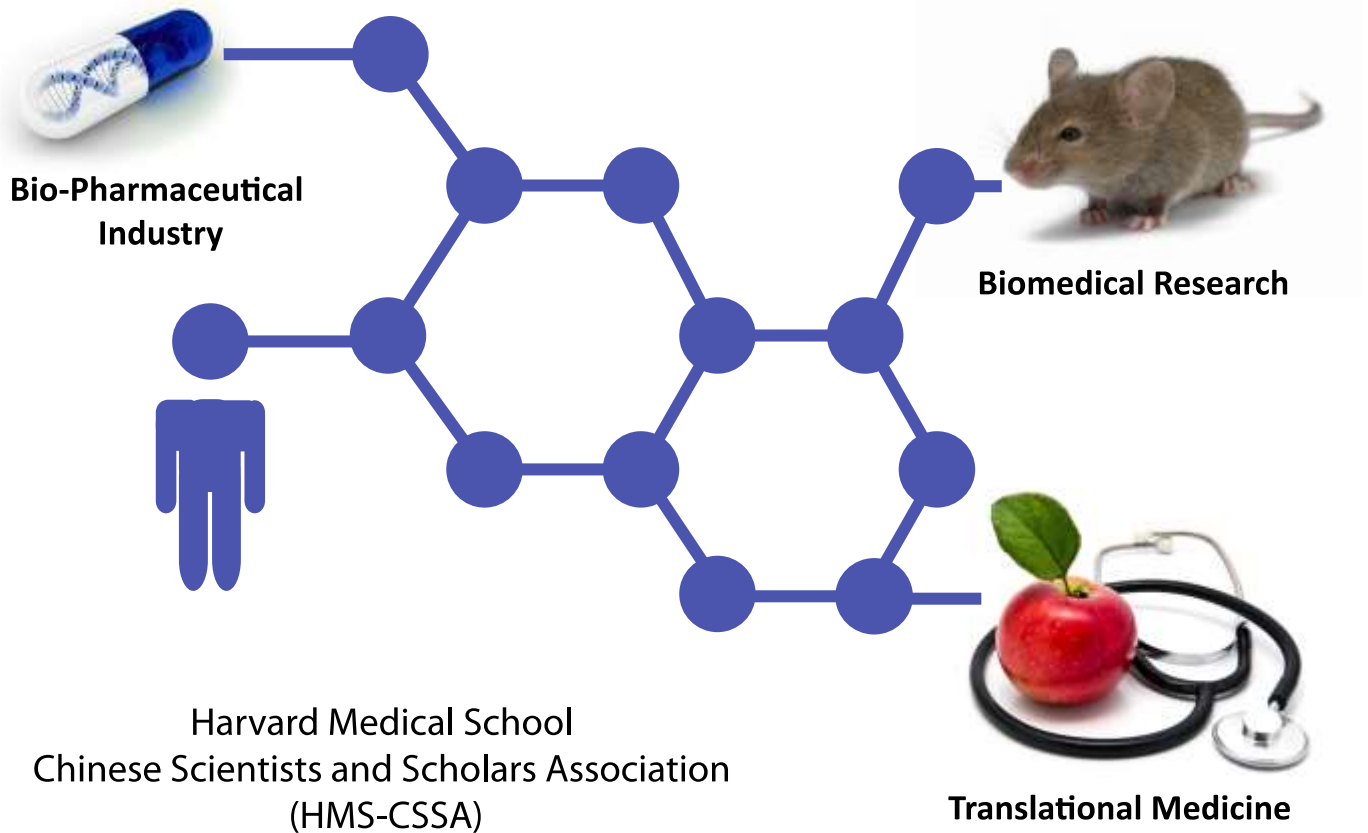 Bio-Pharmaceutical
Industry
Biomedical Research
Harvard Medical School
Chinese Scientists and Scholars Association
(HMS-CSSA)
Translational Medicine